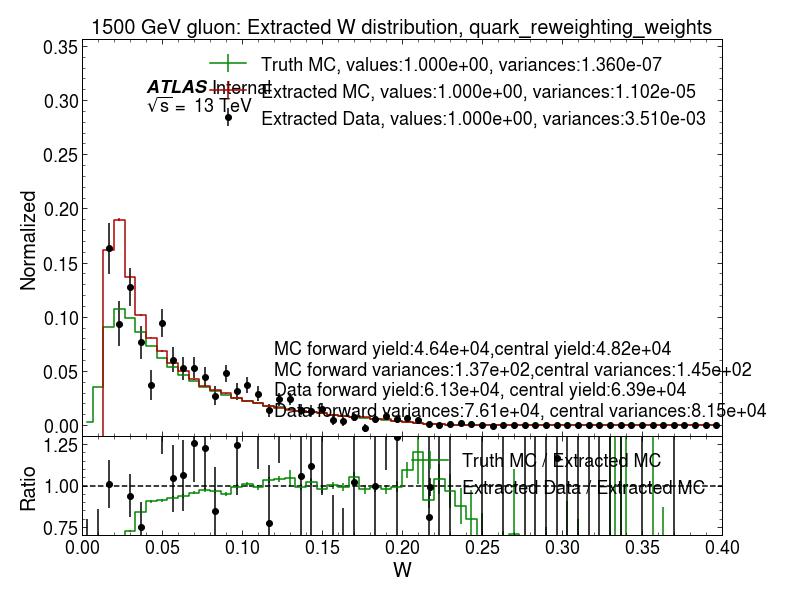 1500 GeV gluon: Extracted W distribution, quark_reweighting_weights
Truth MC, values:1.000e+00, variances:1.360e-07
ATLAS Internal
Extracted MC, values:1.000e+00, variances:1.102e-05
√s = 13 TeV
Extracted Data, values:1.000e+00, variances:3.510e-03
Normalized
0.35
0.30
0.25
0.20
0.15
0.10
0.05
0.00
MC forward yield:4.64e+04,central yield:4.82e+04
MC forward variances:1.37e+02,central variances:1.45e+02
Data forward yield:6.13e+04, central yield:6.39e+04
Data forward variances:7.61e+04, central variances:8.15e+04
Ratio
1.25
1.00
0.75
Truth MC / Extracted MC
Extracted Data / Extracted MC
0.00 0.05 0.10 0.15 0.20 0.25 0.30 0.35 0.40
W